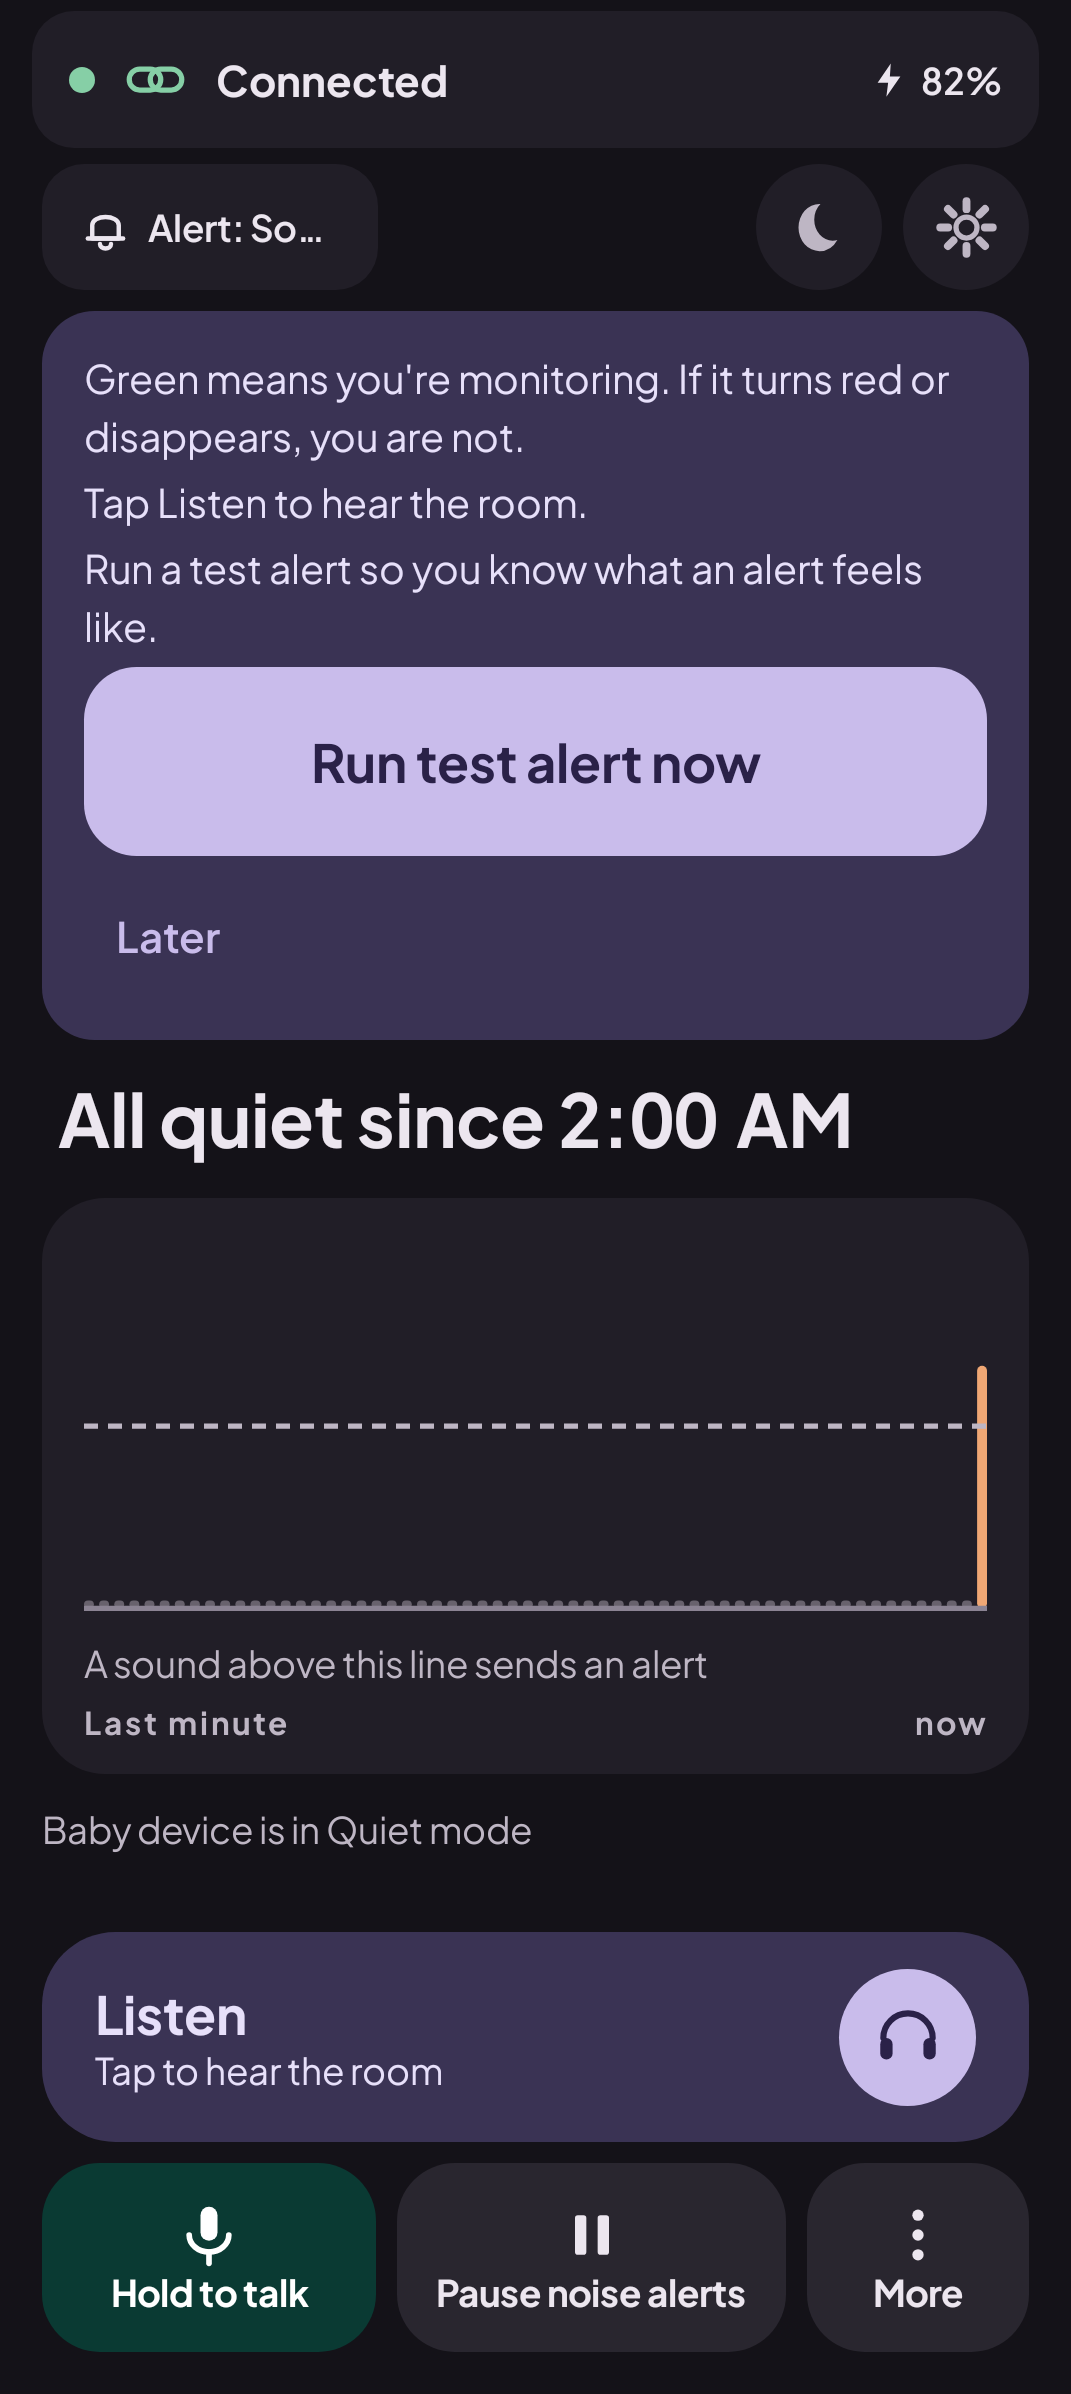 Connected
82%
Alert: So...
Green means you're monitoring. If it turns red or
disappears, you are not.
Tap Listen to hear the room.
Run a test alert so you know what an alert feels
like.
Run test alert now
Later
All quiet since 2:00 AM
A sound above this line sends an alert
Last minute
now
Baby device is in Quiet mode
Listen
Tap to hear the room
Hold to talk
Pause noise alerts
More